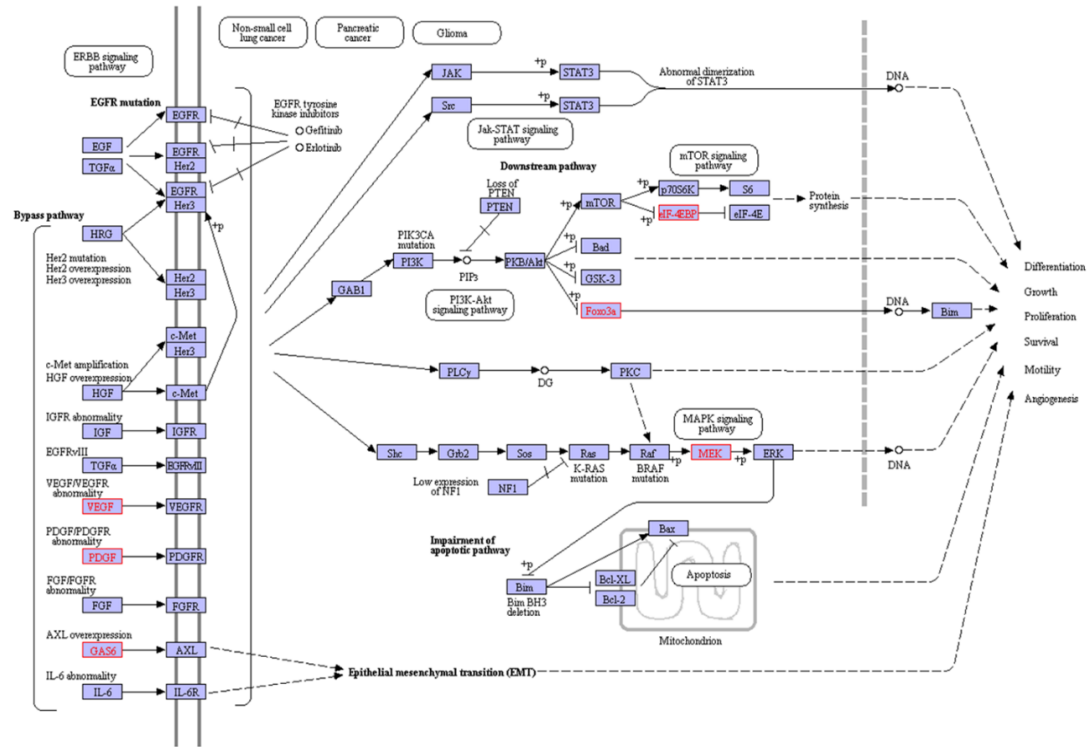 Non-small cell
lung cancer
Pancreatic
cancer
Glioma
ERBB signaling
pathway
EGFR mutation
EGF
TGFα
EGFR
EGFR
Her2
EGFR
Her3
EGFR tyrosine
kinase inhibitors
Gefitinib
Erlotinib
Bypass pathway
HRG
+p
Her2 mutation
Her2 overexpression
Her3 overexpression
Her2
Her3
c-Met
Her3
c-Met amplification
HGF overexpression
HGF
c-Met
IGFR abnormality
IGF
IGFR
EGFRvIII
TGFα
EGFRvIII
VEGF/VEGFR
abnormality
VEGF
VEGFR
PDGF/PDGFR
abnormality
PDGF
PDGFR
FGF/FGFR
abnormality
FGF
FGFR
AXL overexpression
GAS6
AXL
IL-6 abnormality
IL-6
IL-6R
JAK
+p
STAT3
Src
+p
STAT3
Abnormal dimerization
of STAT3
DNA
Jak-STAT signaling
pathway
Downstream pathway
mTOR signaling
pathway
Loss of
PTEN
PTEN
PIK3CA
mutation
GAB1
PI3K
PIP3
PKB/Akt
PI3K-Akt
signaling pathway
+p
mTOR
+p
p70S6K
S6
+p
eIF-4EBP
eIF-4E
Protein
synthesis
+p
Bad
GSK-3
+p
Foxo3a
DNA
Bim
PLCγ
DG
PKC
MAPK signaling
pathway
Shc
Grb2
Sos
Ras
Raf
+p
MEK
+p
ERK
DNA
K-RAS
mutation
BRAF
mutation
Low expression
of NF1
NF1
Impairment of
apoptotic pathway
+p
Bim
Bim BH3
deletion
Bax
Bcl-XL
Bcl-2
Apoptosis
Mitochondrion
Epithelial mesenchymal transition (EMT)
Differentiation
Growth
Proliferation
Survival
Motility
Angiogenesis